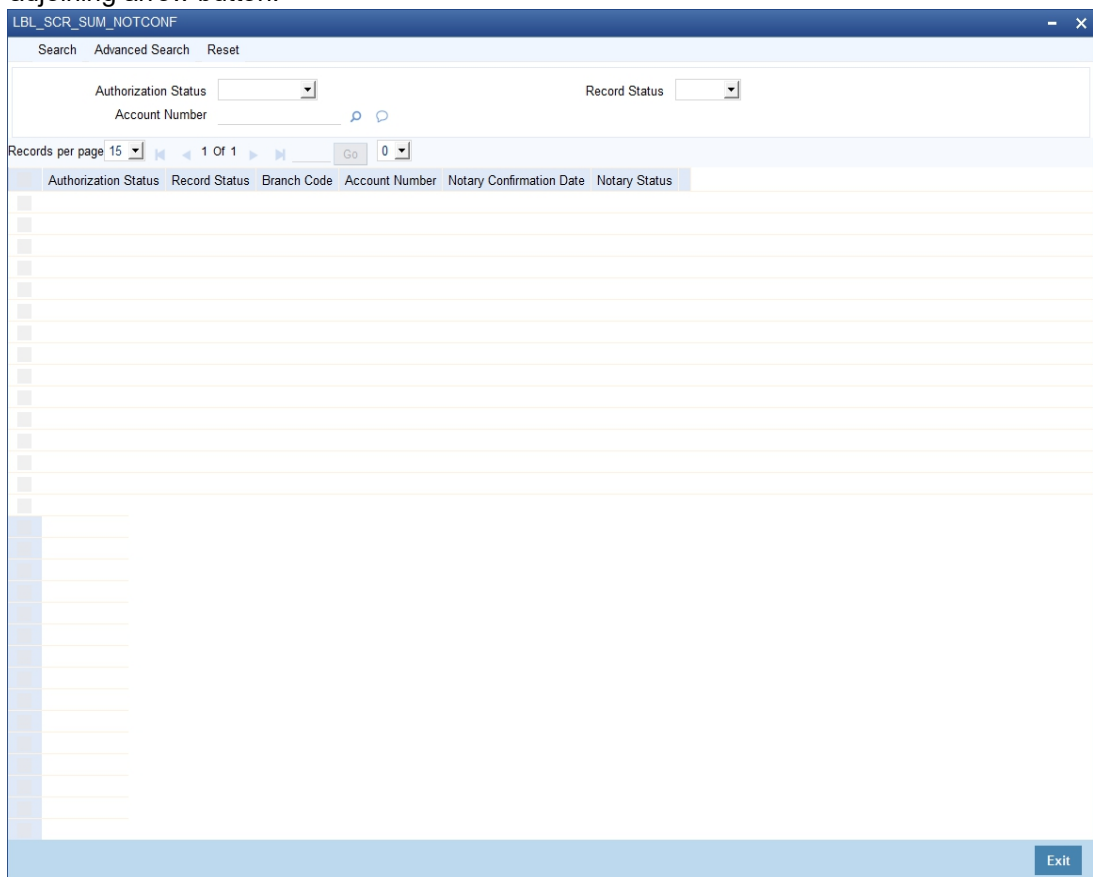 LBL_SCR_SUM_NOTCONF
Search Advanced Search Reset
Authorization Status Record Status
Account Number
Records per page 15 1 Of 1 Go 0
Authorization Status Record Status Branch Code Account Number Notary Confirmation Date Notary Status
Exit